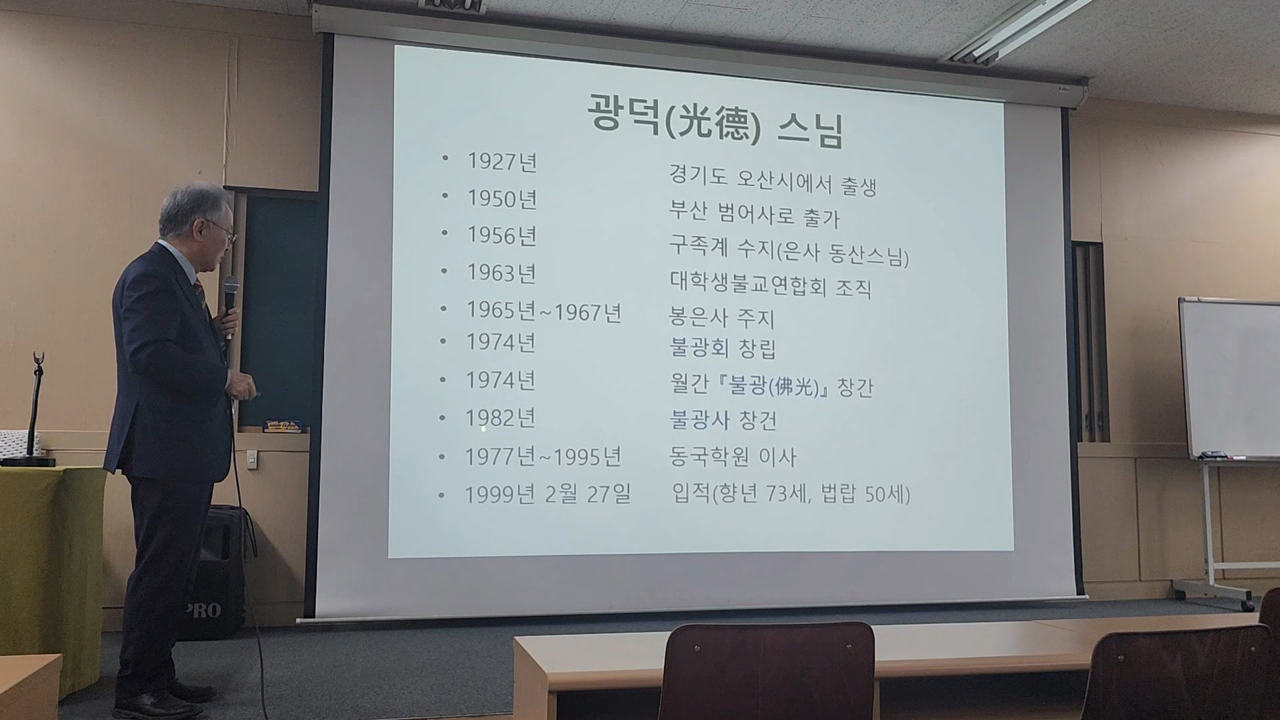 광덕(光德) 스님
• 1927년 경기도 오산시에서 출생
• 1950년 부산 범어사로 출가
• 1956년 구족계 수지(은사 동산스님)
• 1963년 대학생불교연합회 조직
• 1965년~1967년 봉은사 주지
• 1974년 불광회 창립
• 1974년 월간『불광(佛光)』 창간
• 1982년 불광사 창건
• 1977년~1995년 동국학원 이사
• 1999년 2월 27일 입적(향년 73세, 법랍 50세)
PRO